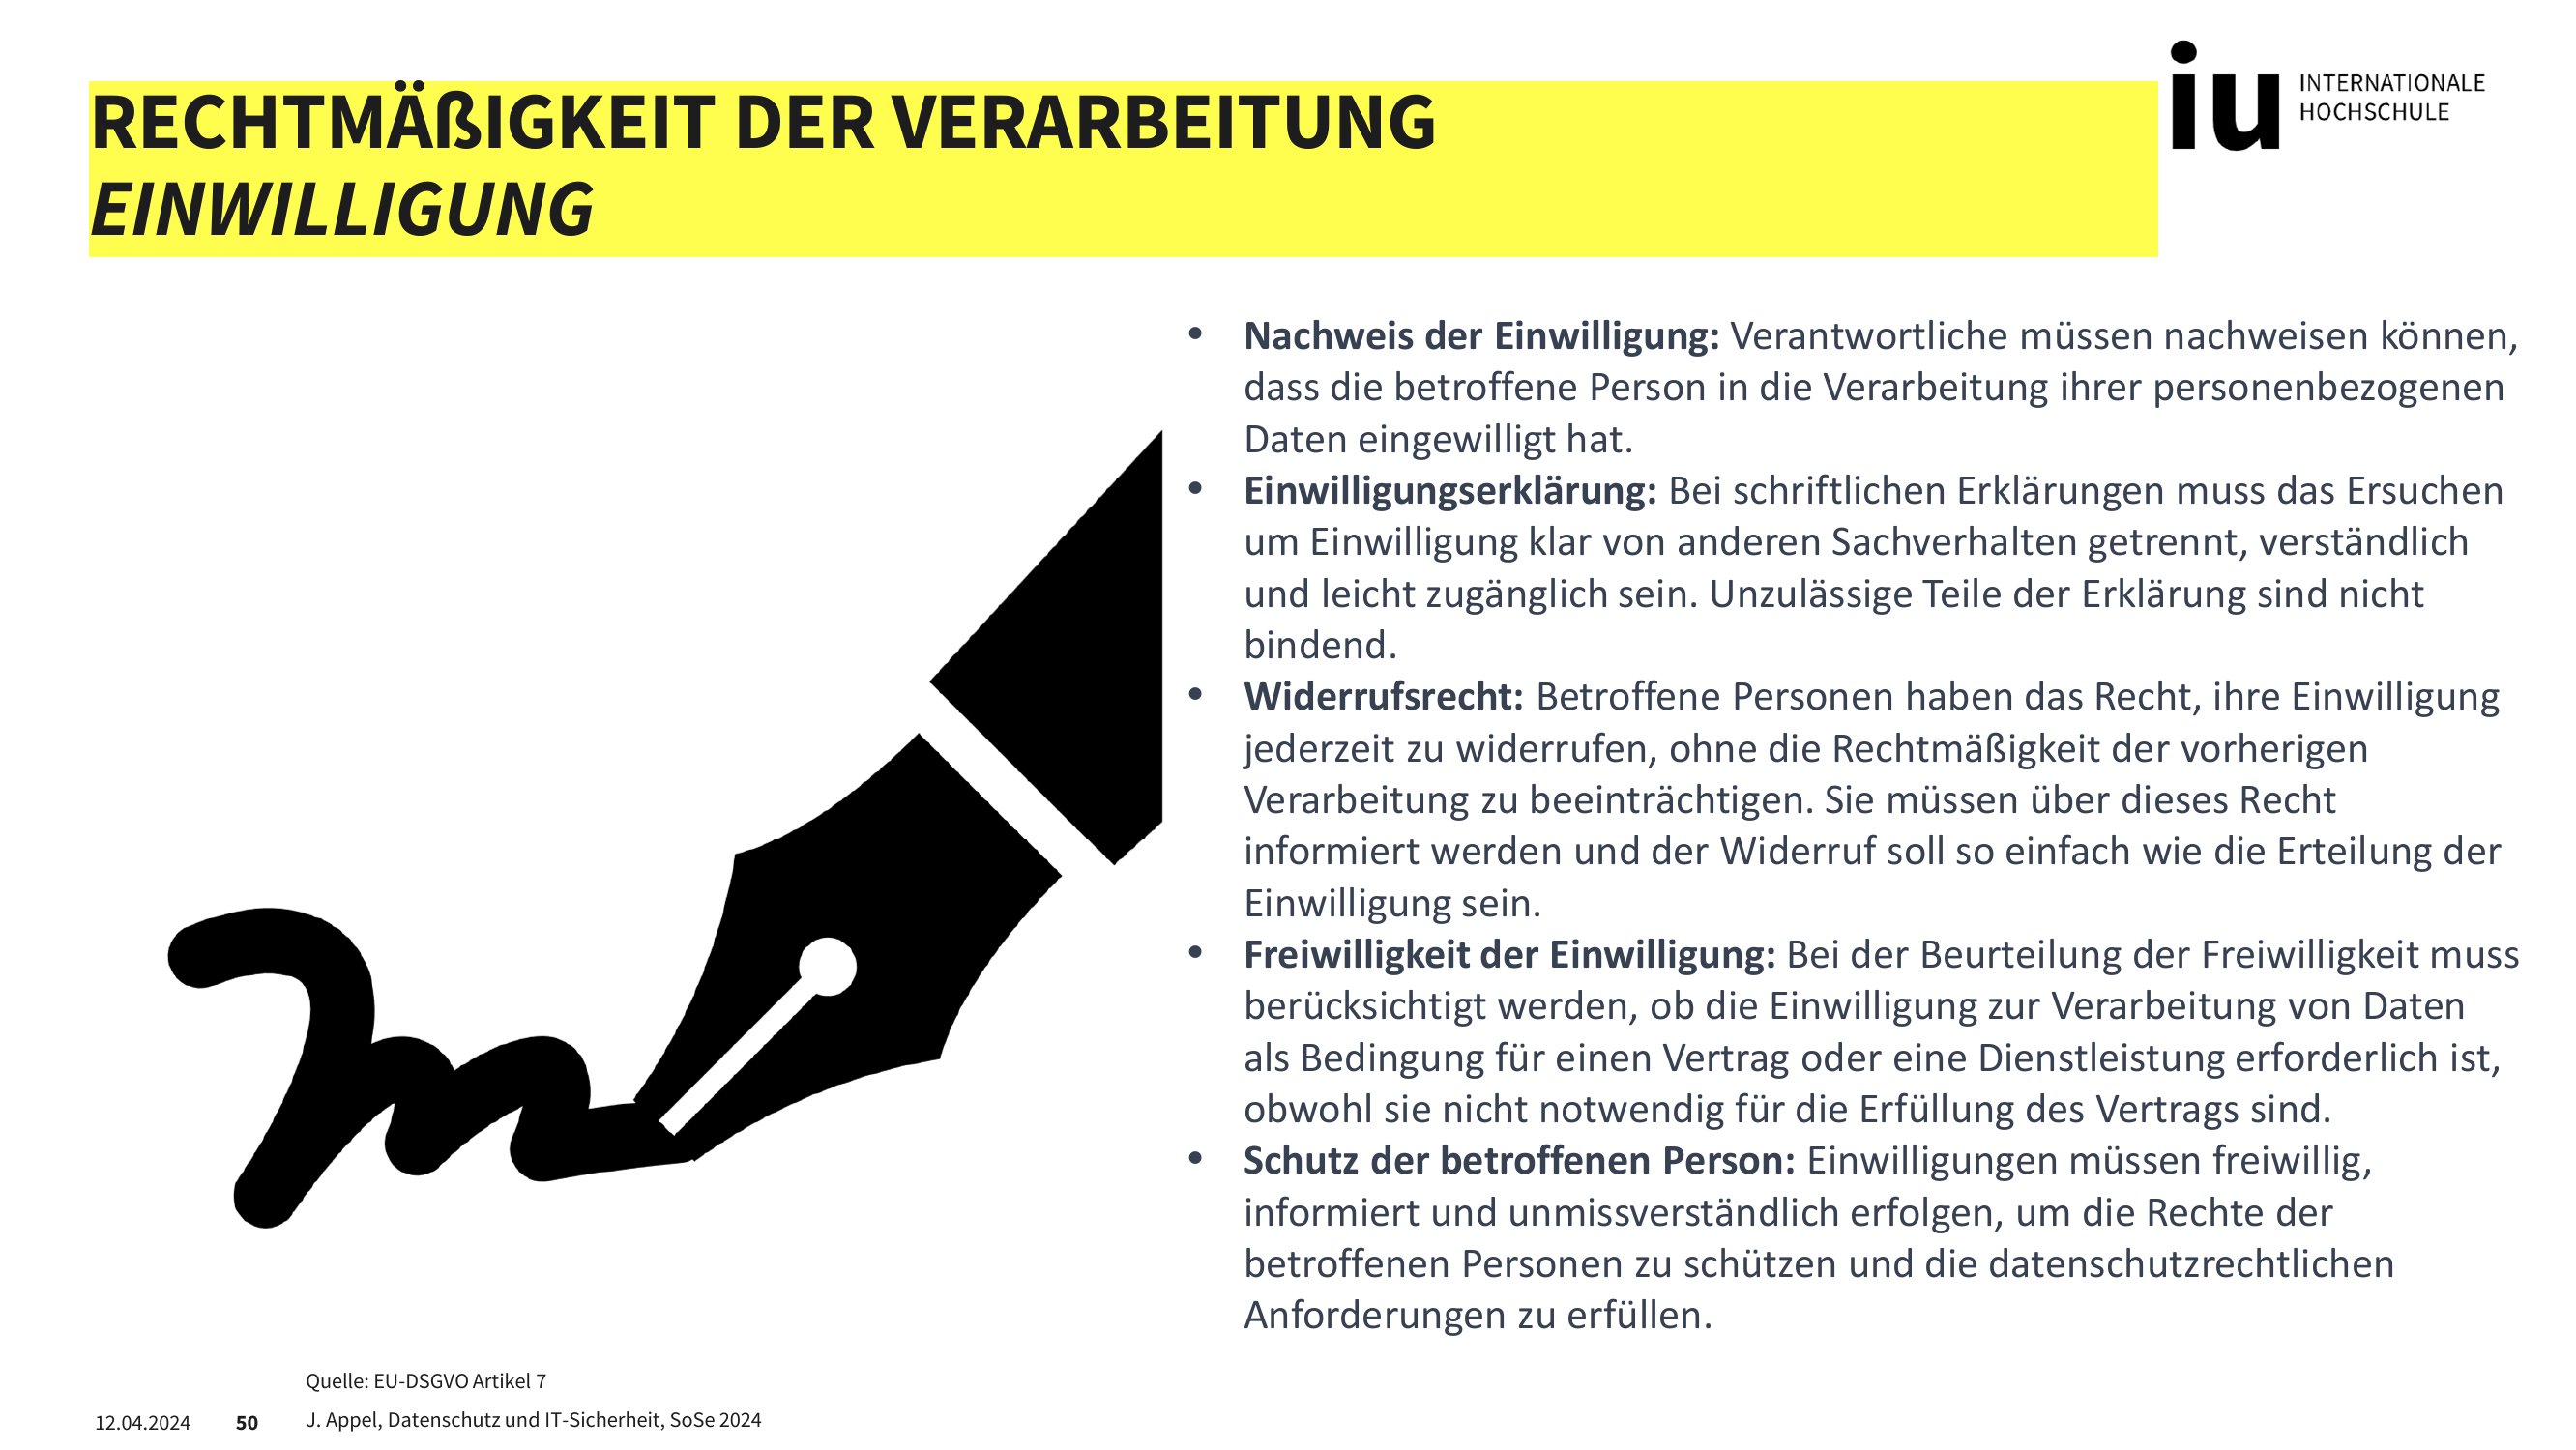 RECHTMÄßIGKEIT DER VERARBEITUNG
EINWILLIGUNG
iu INTERNATIONALE
HOCHSCHULE
• Nachweis der Einwilligung: Verantwortliche müssen nachweisen können,
dass die betroffene Person in die Verarbeitung ihrer personenbezogenen
Daten eingewilligt hat.
• Einwilligungserklärung: Bei schriftlichen Erklärungen muss das Ersuchen
um Einwilligung klar von anderen Sachverhalten getrennt, verständlich
und leicht zugänglich sein. Unzulässige Teile der Erklärung sind nicht
bindend.
• Widerrufsrecht: Betroffene Personen haben das Recht, ihre Einwilligung
jederzeit zu widerrufen, ohne die Rechtmäßigkeit der vorherigen
Verarbeitung zu beeinträchtigen. Sie müssen über dieses Recht
informiert werden und der Widerruf soll so einfach wie die Erteilung der
Einwilligung sein.
• Freiwilligkeit der Einwilligung: Bei der Beurteilung der Freiwilligkeit muss
berücksichtigt werden, ob die Einwilligung zur Verarbeitung von Daten
als Bedingung für einen Vertrag oder eine Dienstleistung erforderlich ist,
obwohl sie nicht notwendig für die Erfüllung des Vertrags sind.
• Schutz der betroffenen Person: Einwilligungen müssen freiwillig,
informiert und unmissverständlich erfolgen, um die Rechte der
betroffenen Personen zu schützen und die datenschutzrechtlichen
Anforderungen zu erfüllen.
Quelle: EU-DSGVO Artikel 7
12.04.2024 50 J. Appel, Datenschutz und IT-Sicherheit, SoSe 2024